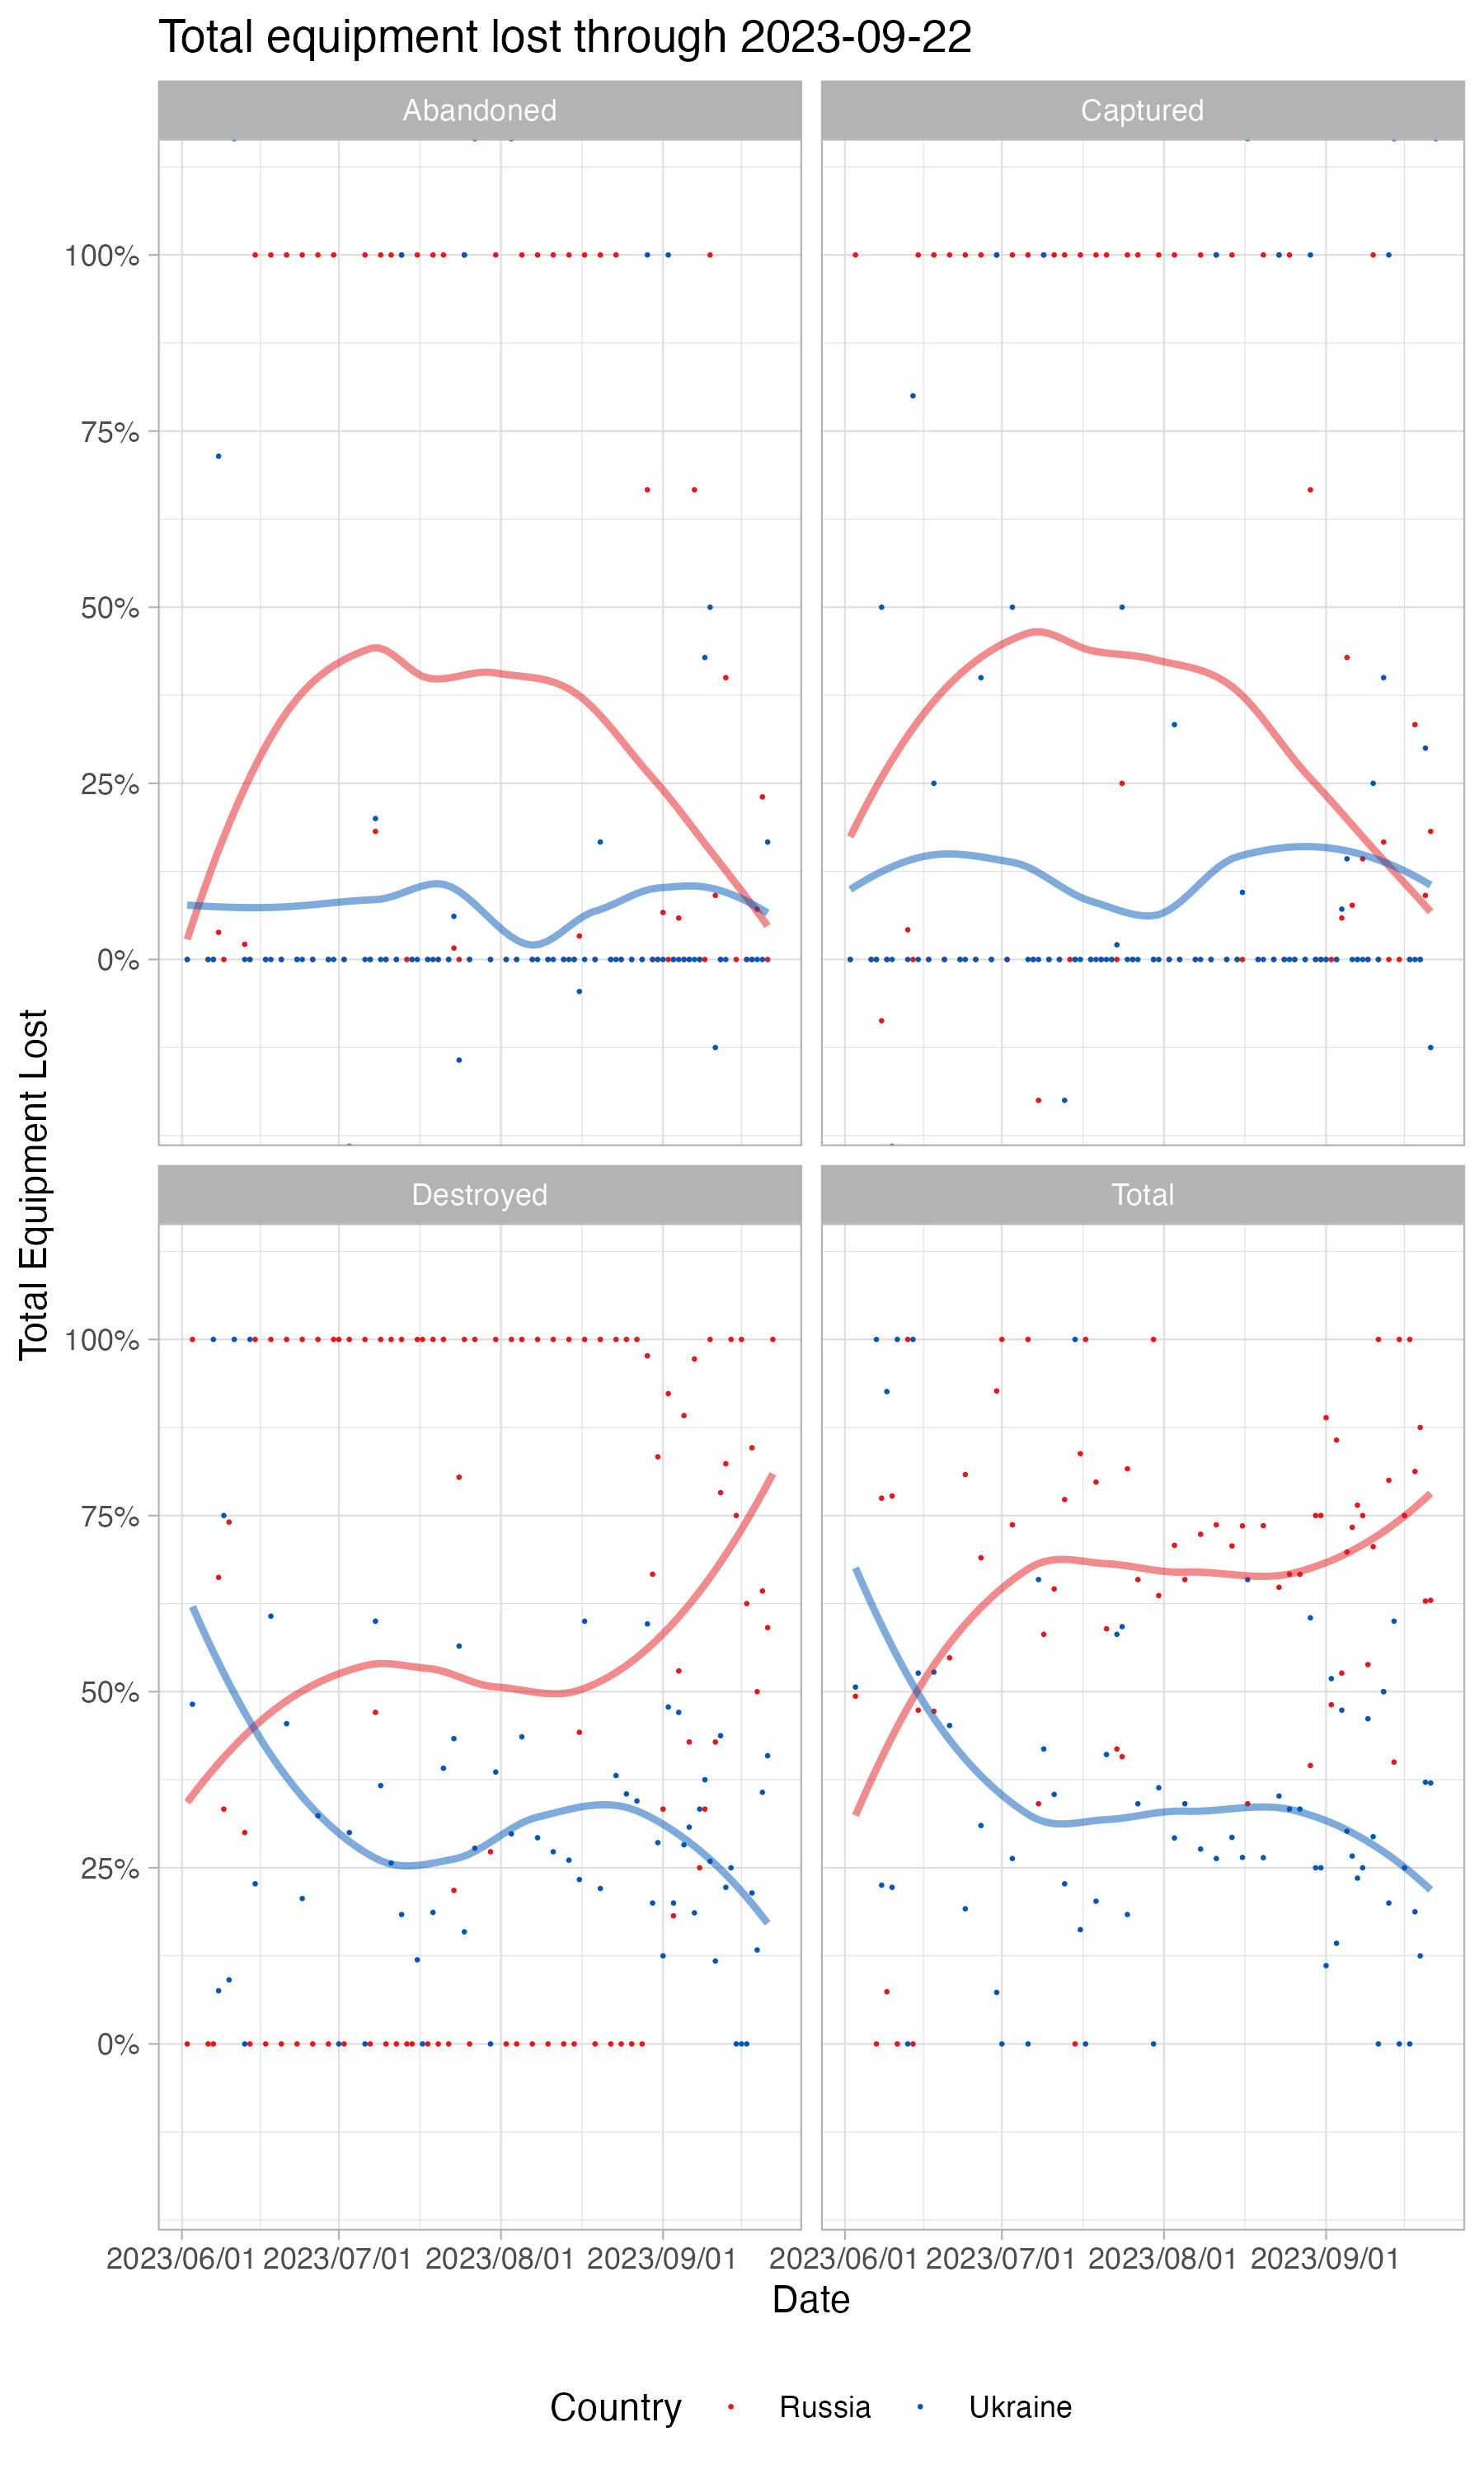 Total equipment lost through 2023-09-22
Abandoned
Captured
100%
75%
50%
25%
0%
Total Equipment Lost
Destroyed
Total
100%
75%
50%
25%
0%
2023/06/01 2023/07/01 2023/08/01 2023/09/01 2023/06/01 2023/07/01 2023/08/01 2023/09/01
Date
Country Russia Ukraine